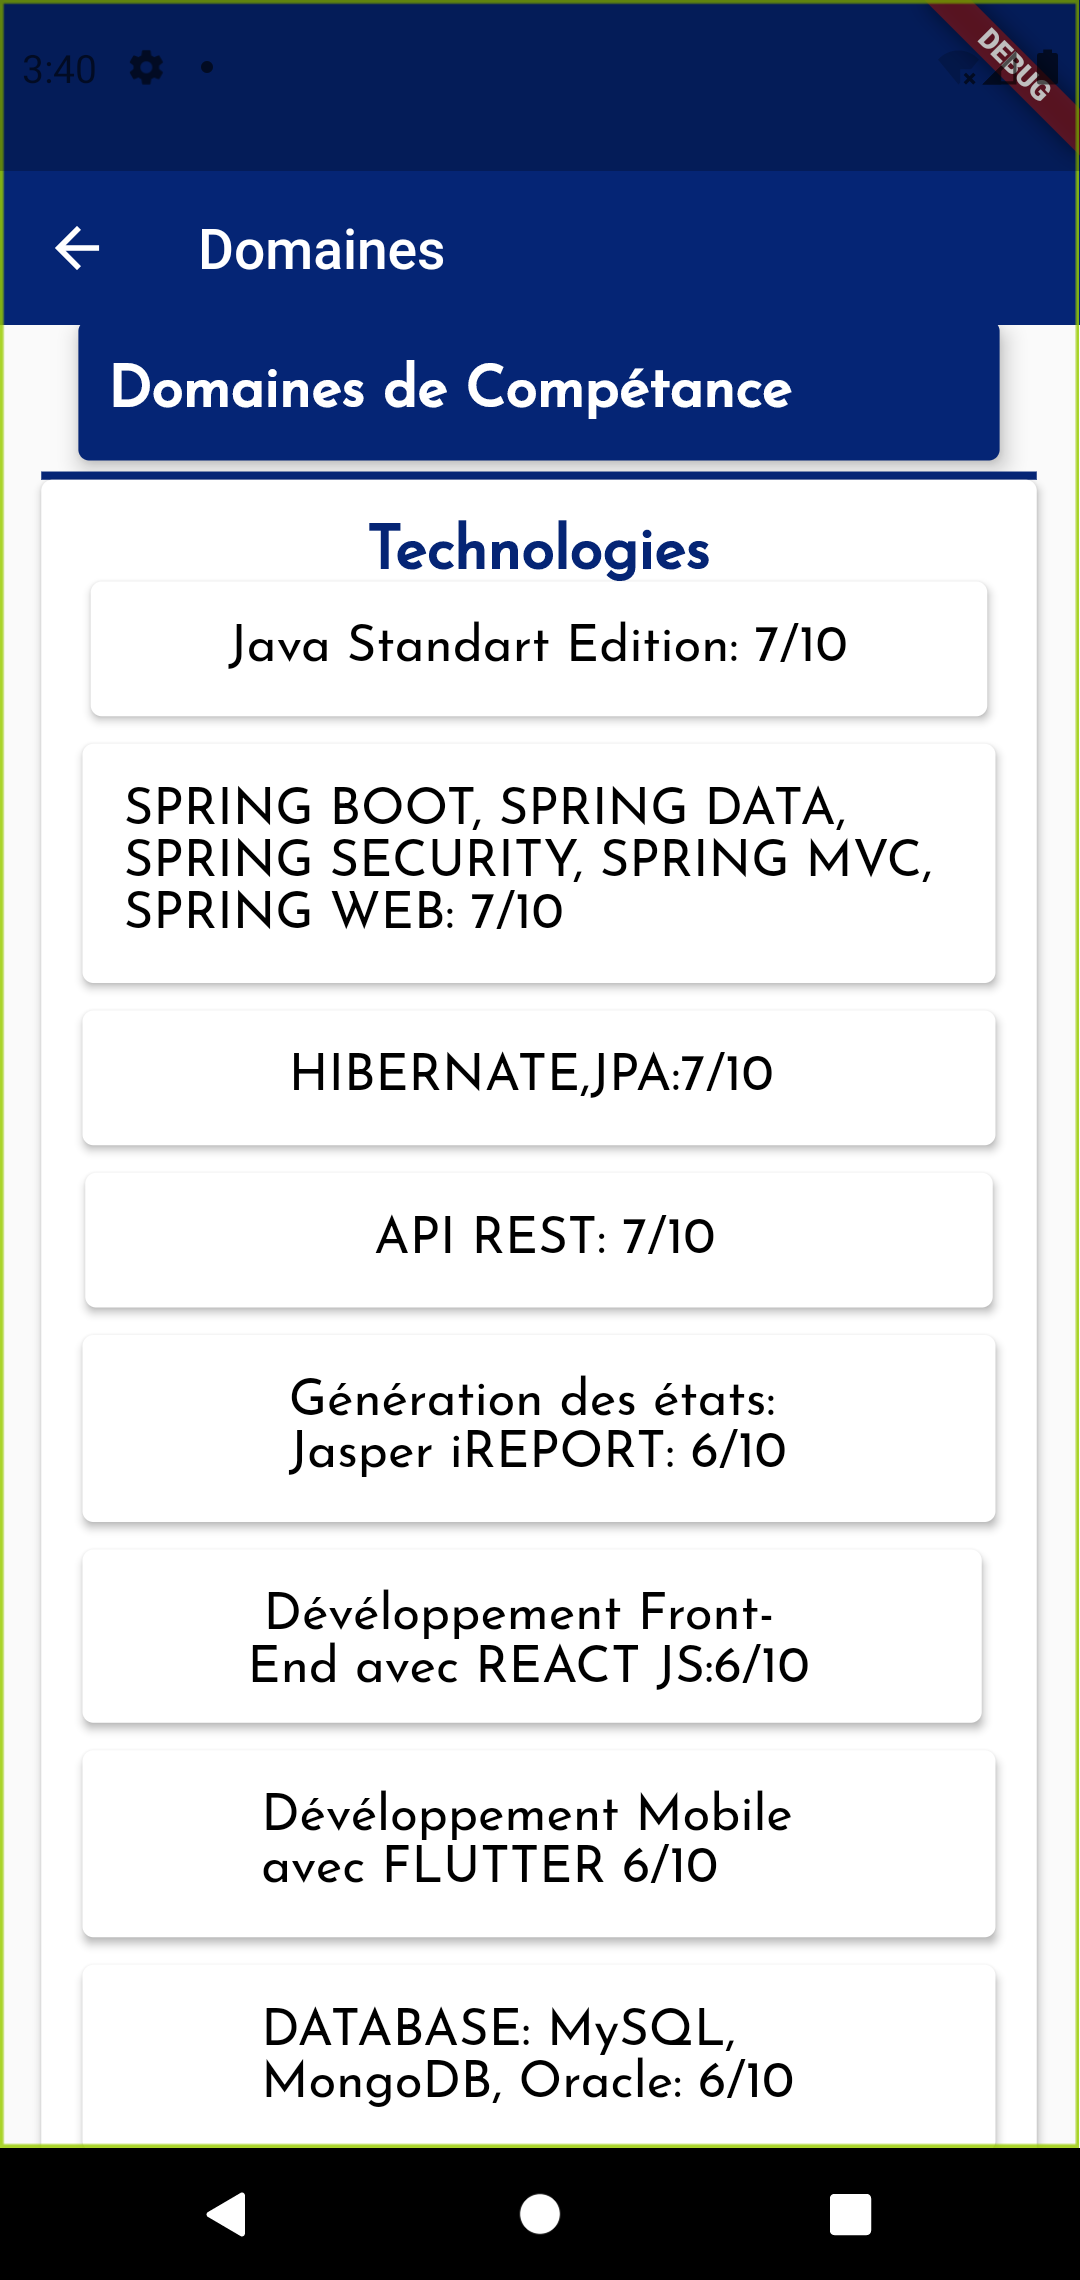 3:40
DEBUG
Domaines
Domaines de Compétance
Technologies
Java Standart Edition: 7/10
SPRING BOOT, SPRING DATA,
SPRING SECURITY, SPRING MVC,
SPRING WEB: 7/10
HIBERNATE,JPA:7/10
API REST: 7/10
Génération des états:
Jasper iREPORT: 6/10
Dévéloppement Front-
End avec REACT JS:6/10
Dévéloppement Mobile
avec FLUTTER 6/10
DATABASE: MySQL,
MongoDB, Oracle: 6/10